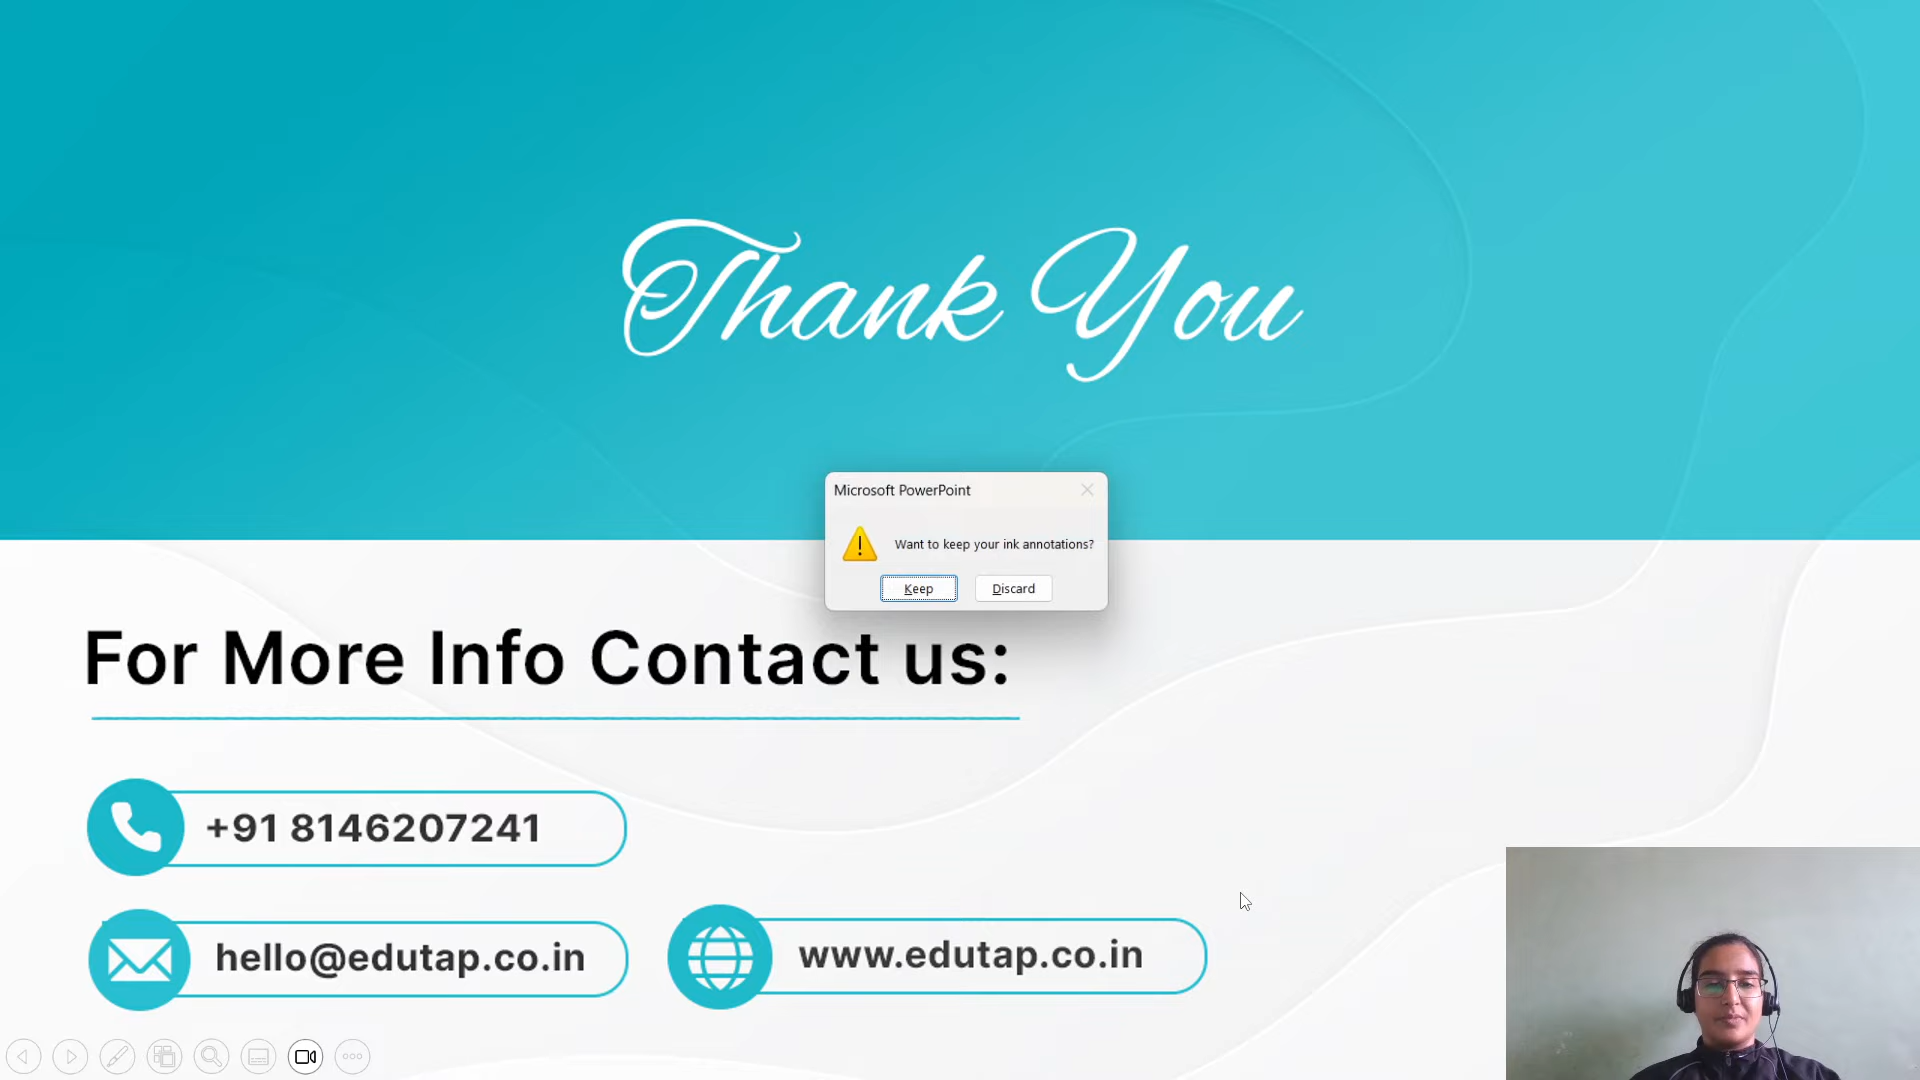 Thank You
Microsoft PowerPoint
Want to keep your ink annotations?
Keep
Discard
For More Info Contact us:
+91 8146207241
hello@edutap.co.in
www.edutap.co.in